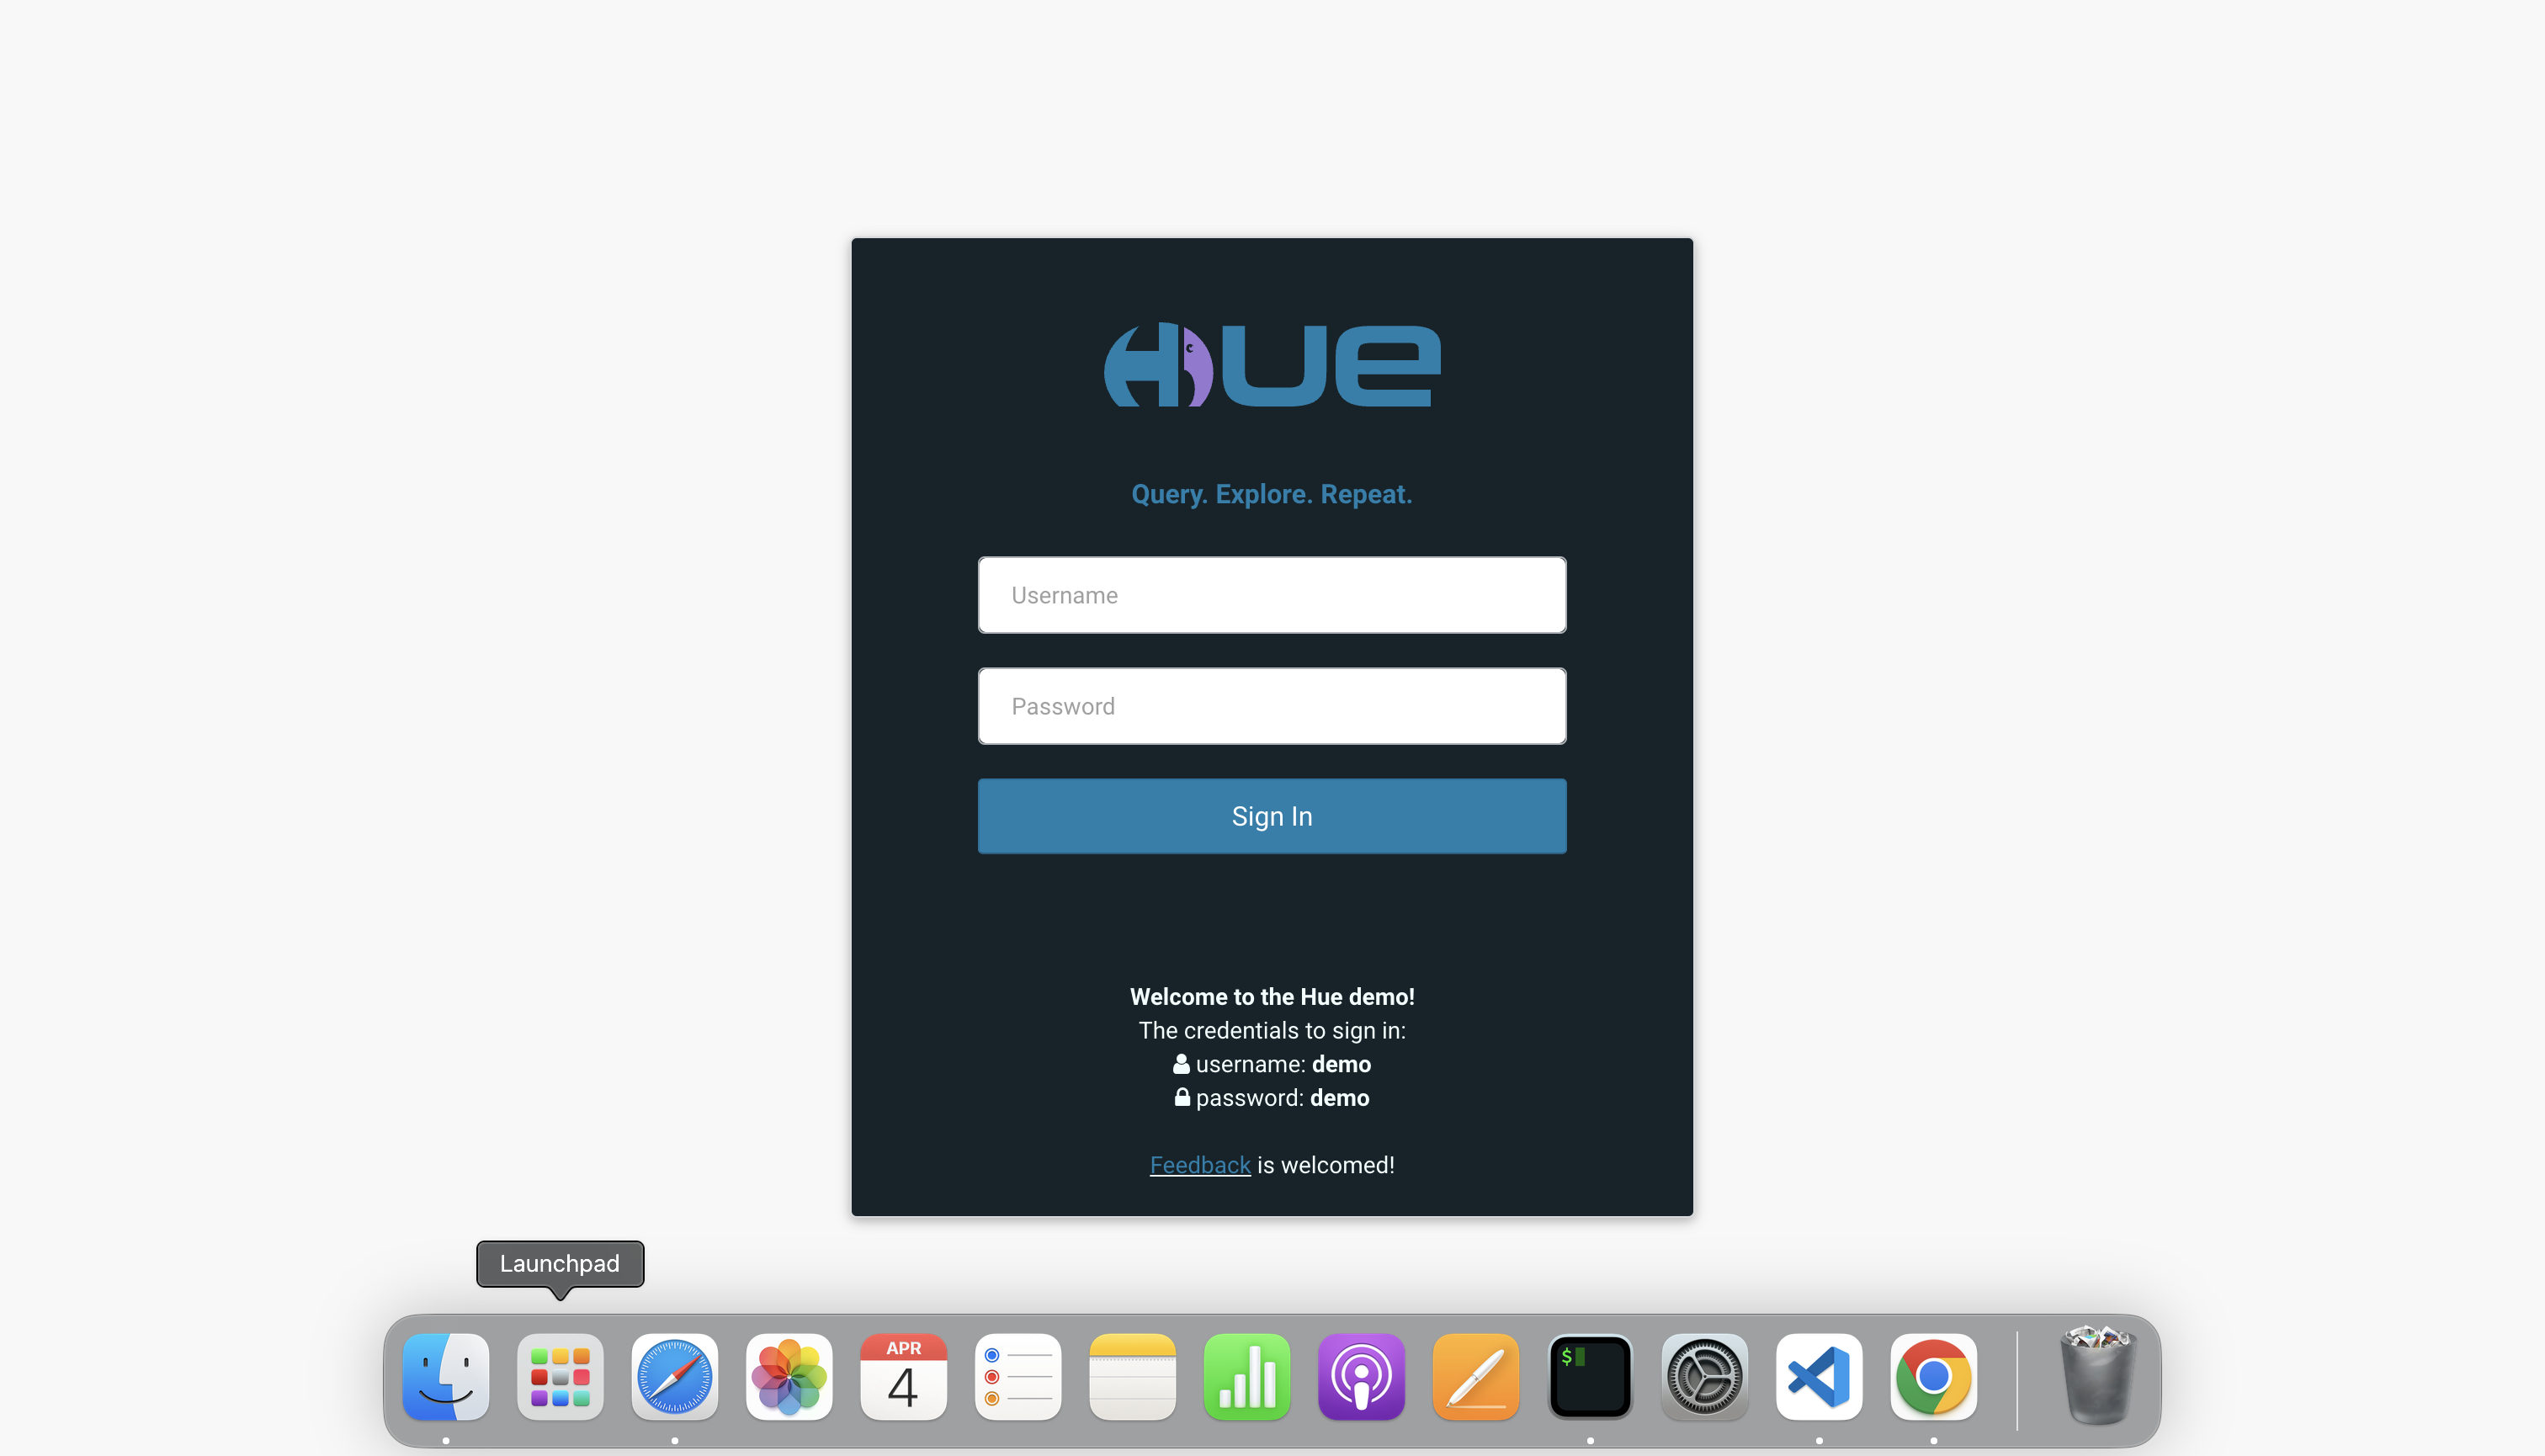 Hue
Query. Explore. Repeat.
Username
Password
Sign In
Welcome to the Hue demo!
The credentials to sign in:
username: demo
password: demo
Feedback is welcomed!
Launchpad
APR
4
$